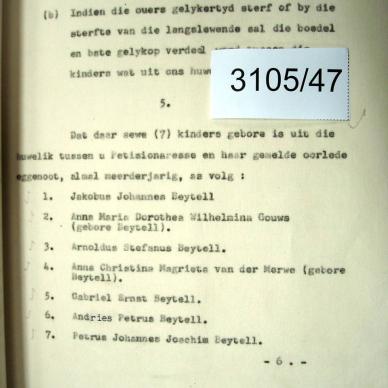 (b) Indien die ouers gelykertyd sterf of by die
sterfte van die langslewende sal die boedel
en bate gelykop verdeel
kinders wat uit ons
3105/47
5.
Dat daar sewe (7) kinders gebore is uit die
huwelik tussen u Petisionaresse en haar gemelde oorlede
eggenoot, almal meerderjarig, as volg :
1. Jakobus Johannes Beytell
2. Anna Maria Dorothea Wilhelmina Gouws
(gebore Beytell).
3. Arnoldus Stefanus Beytell.
4. Anna Christina Magrieta van der Merwe (gebore
Beytell).
5. Gabriel Ernst Beytell.
6. Andries Petrus Beytell.
7. Petrus Johannes Joachim Beytell.
- 6 . -